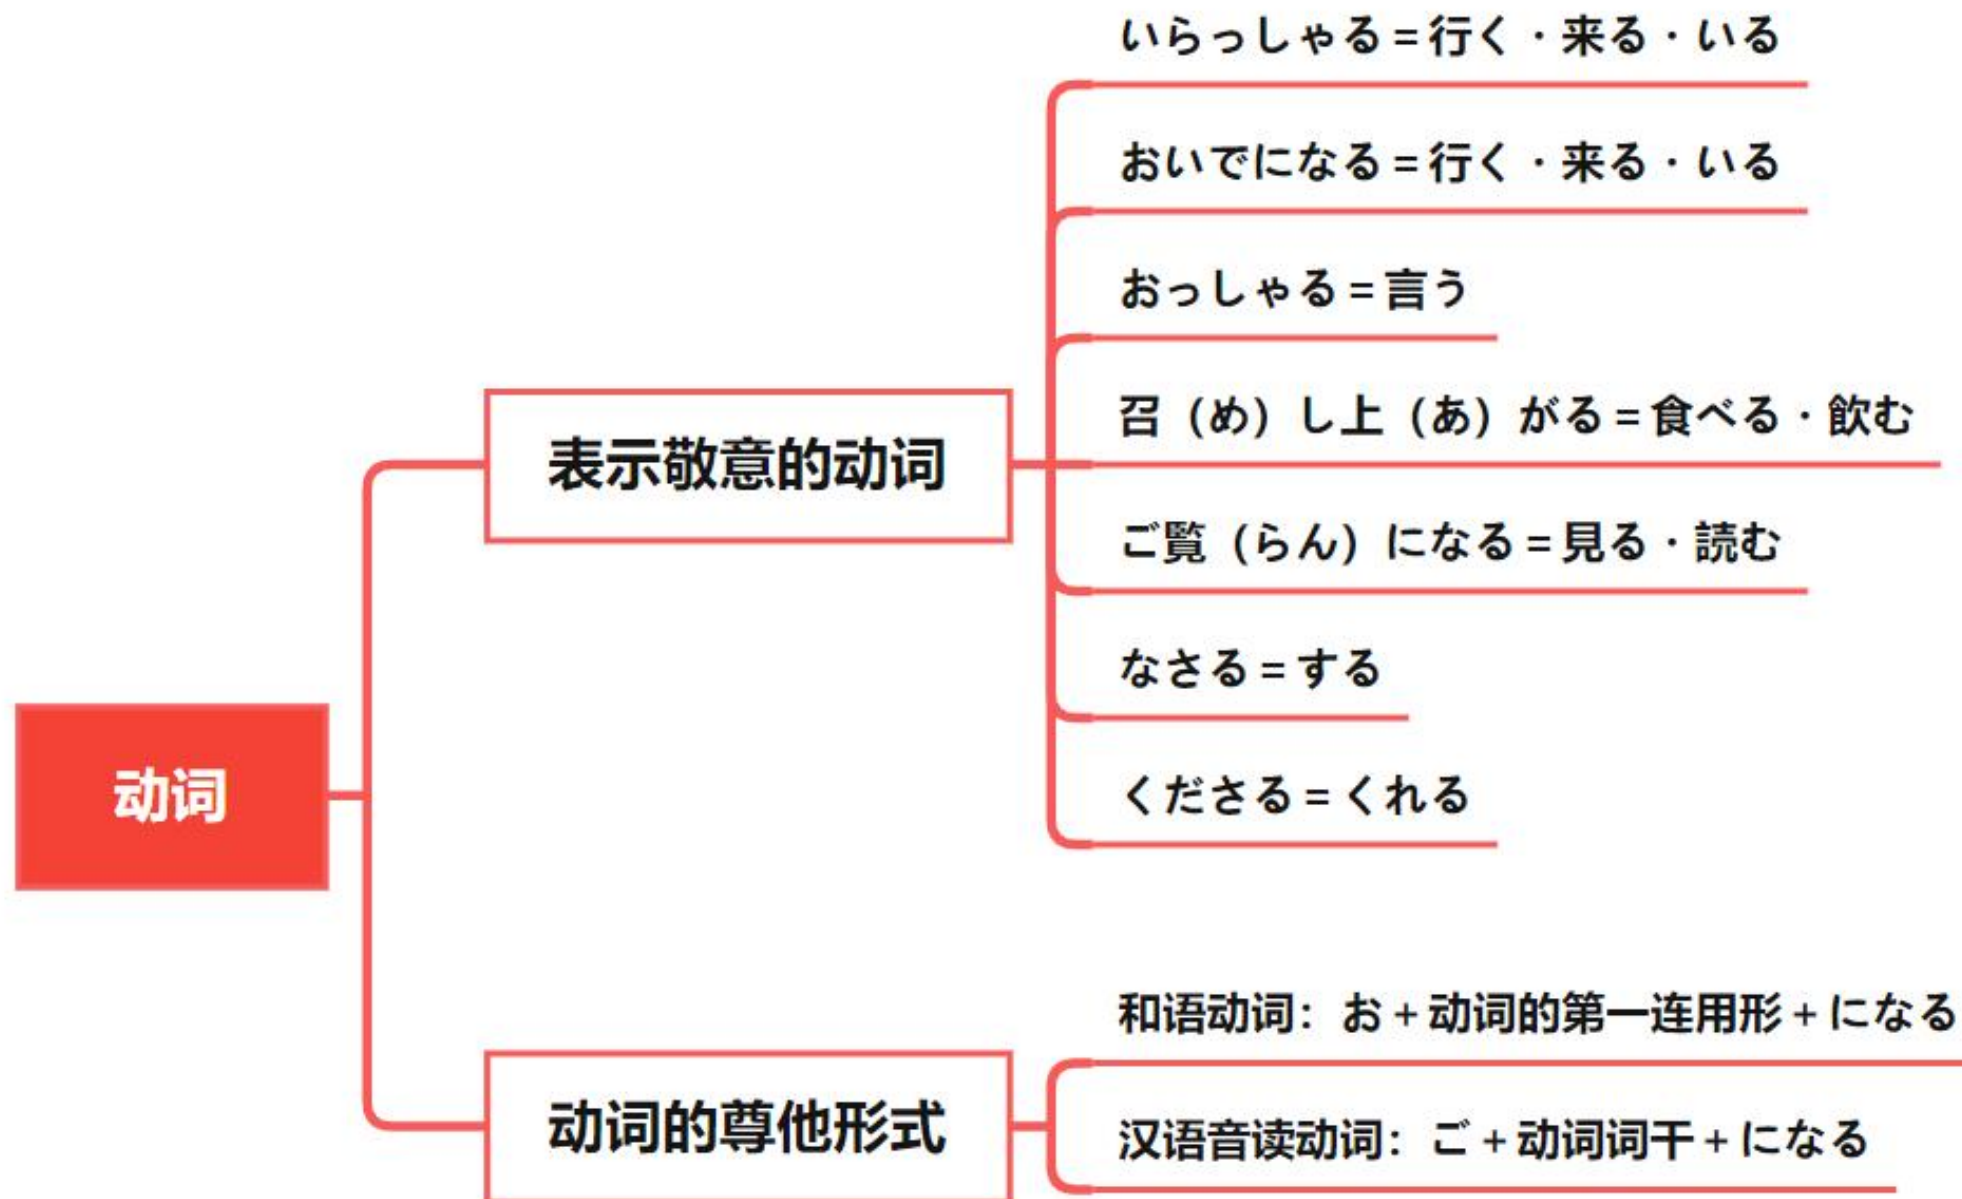 いらっしゃる=行く・来る・いる
おいでになる=行く・来る・いる
おっしゃる=言う
召（め）し上（あ）がる=食べる・飲む
ご覧（らん）になる=見る・読む
なさる=する
くださる=くれる
表示敬意的动词
动词
动词的尊他形式
和语动词：お+动词的第一连用形+になる
汉语音读动词：ご+动词词干+になる